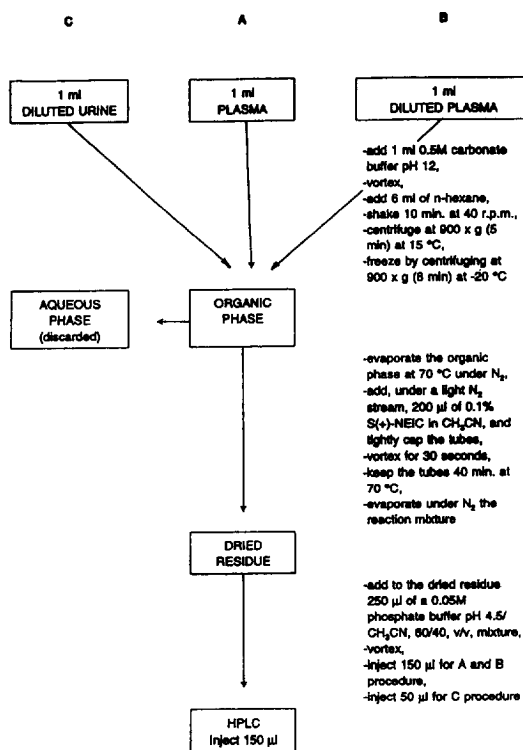 C
A
B
1 ml
DILUTED URINE
1 ml
PLASMA
1 ml
DILUTED PLASMA
-add 1 ml 0.5M carbonate
buffer pH 12,
-vortex,
-add 6 ml of n-hexane,
-shake 10 min. at 40 r.p.m.,
-centrifuge at 900 x g (5
min) at 15 °C,
-freeze by centrifuging at
900 x g (6 min) at -20 °C
AQUEOUS
PHASE
(discarded)
ORGANIC
PHASE
-evaporate the organic
phase at 70 °C under N₂,
-add, under a light N₂
stream, 200 µl of 0.1%
S(+)-NEIC in CH₃CN, and
tightly cap the tubes,
-vortex for 30 seconds,
-keep the tubes 40 min. at
70 °C,
-evaporate under N₂ the
reaction mixture
DRIED
RESIDUE
-add to the dried residue
250 µl of a 0.05M
phosphate buffer pH 4.5/
CH₃CN, 60/40, v/v, mixture,
-vortex,
-inject 150 µl for A and B
procedure,
-inject 50 µl for C procedure
HPLC
Inject 150 µl